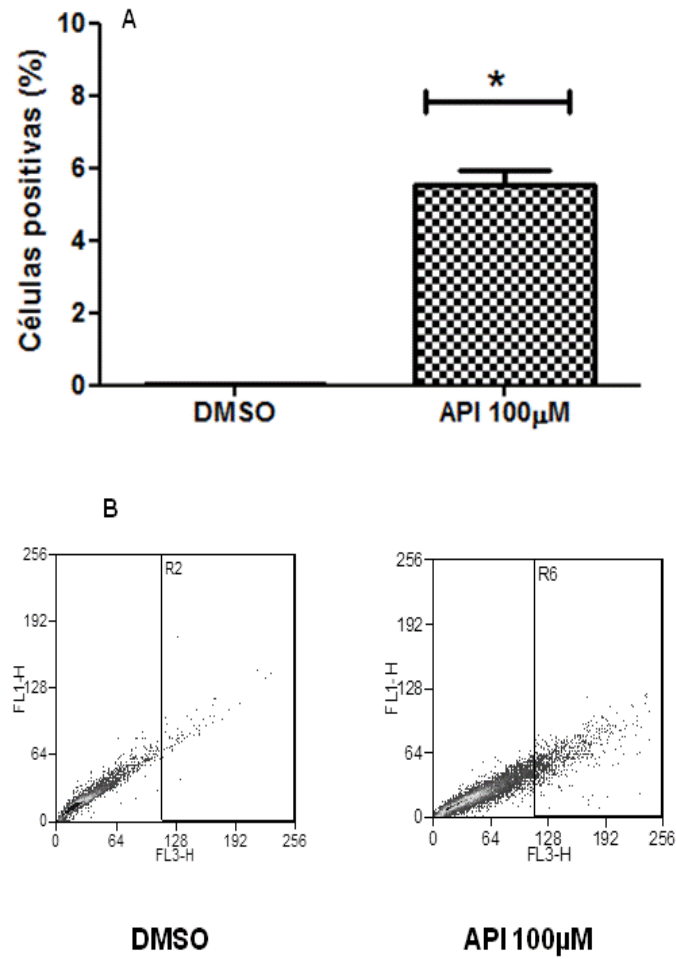 A
Células positivas (%)
10
8
6
4
2
0
*
DMSO
API 100µM
B
256
192
128
64
0
FL1-H
R2
0 64 128 192 256
FL3-H
256
192
128
64
0
FL1-H
R6
0 64 128 192 256
FL3-H
DMSO
API 100µM